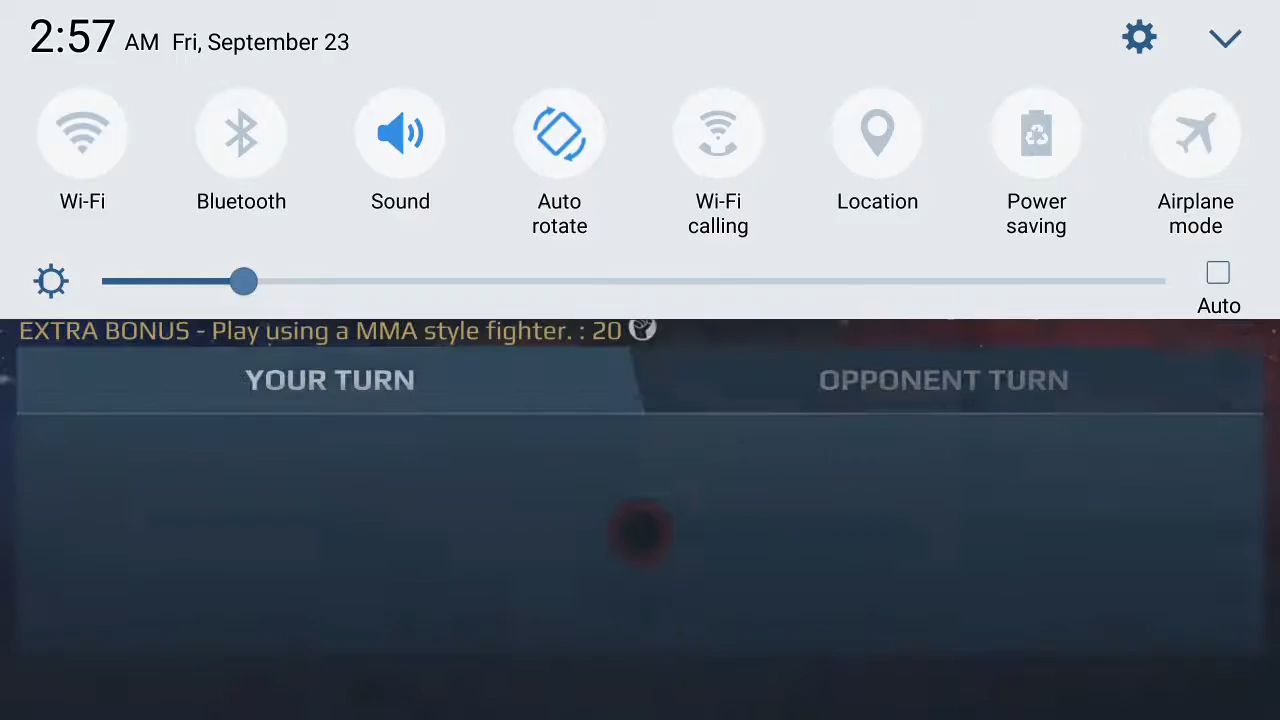 2:57 AM Fri, September 23
Wi-Fi Bluetooth Sound Auto rotate Wi-Fi calling Location Power saving Airplane mode
Auto
EXTRA BONUS - Play using a MMA style fighter. : 20
YOUR TURN OPPONENT TURN